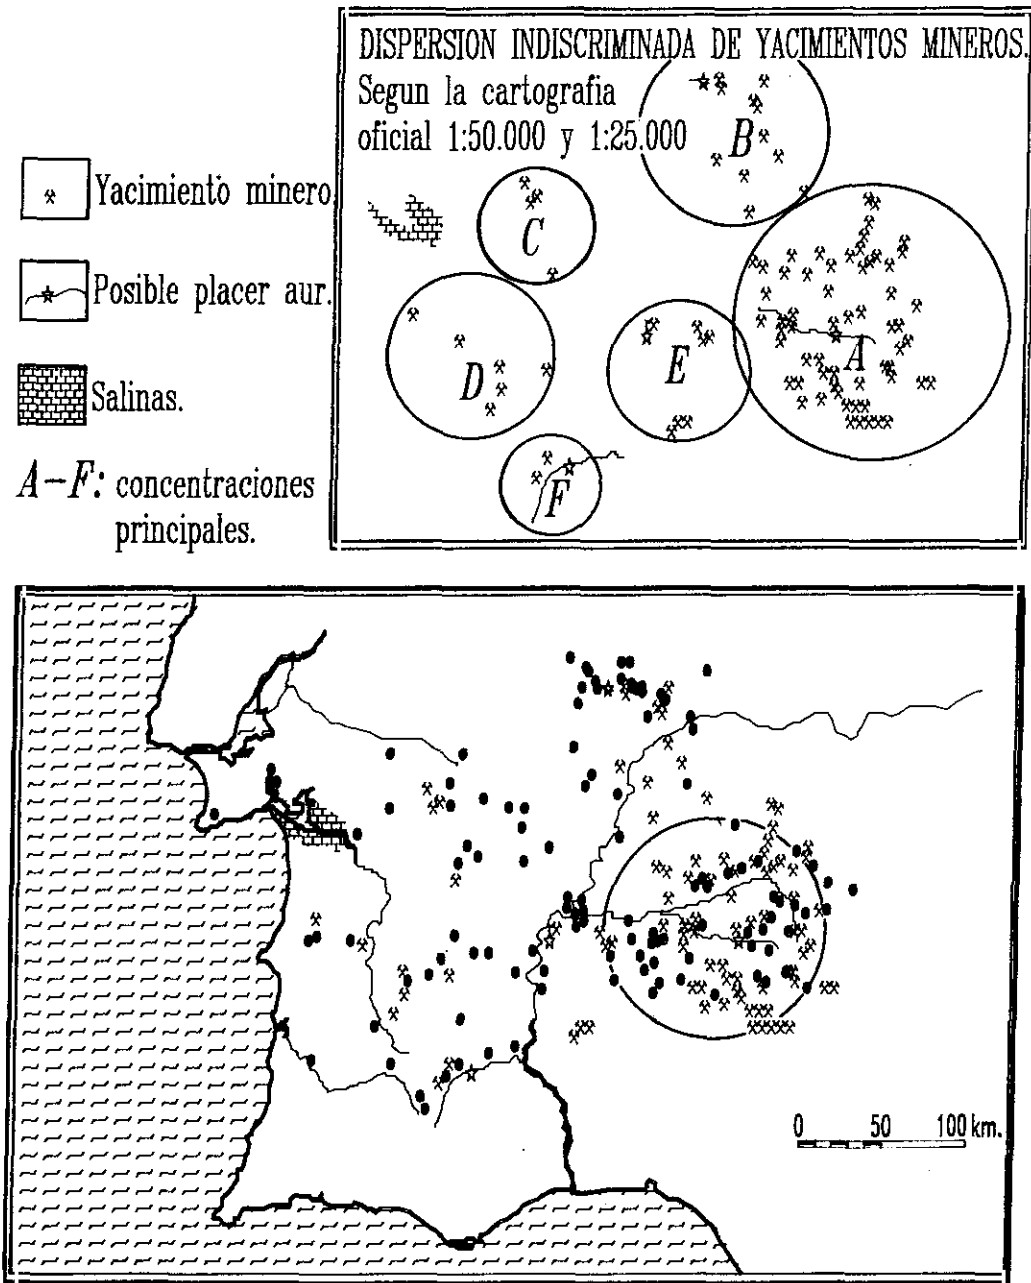 DISPERSION INDISCRIMINADA DE YACIMIENTOS MINEROS.
Segun la cartografia
oficial 1:50.000 y 1:25.000
B
C
A
D
E
F
Yacimiento minero.
Posible placer aur.
Salinas.
A-F: concentraciones
principales.
0 50 100 km.